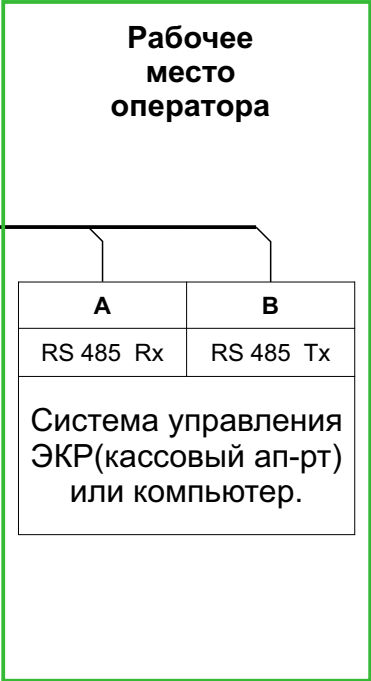 Рабочее
место
оператора
A B
RS 485 Rx RS 485 Tx
Система управления
ЭКР(кассовый ап-рт)
или компьютер.